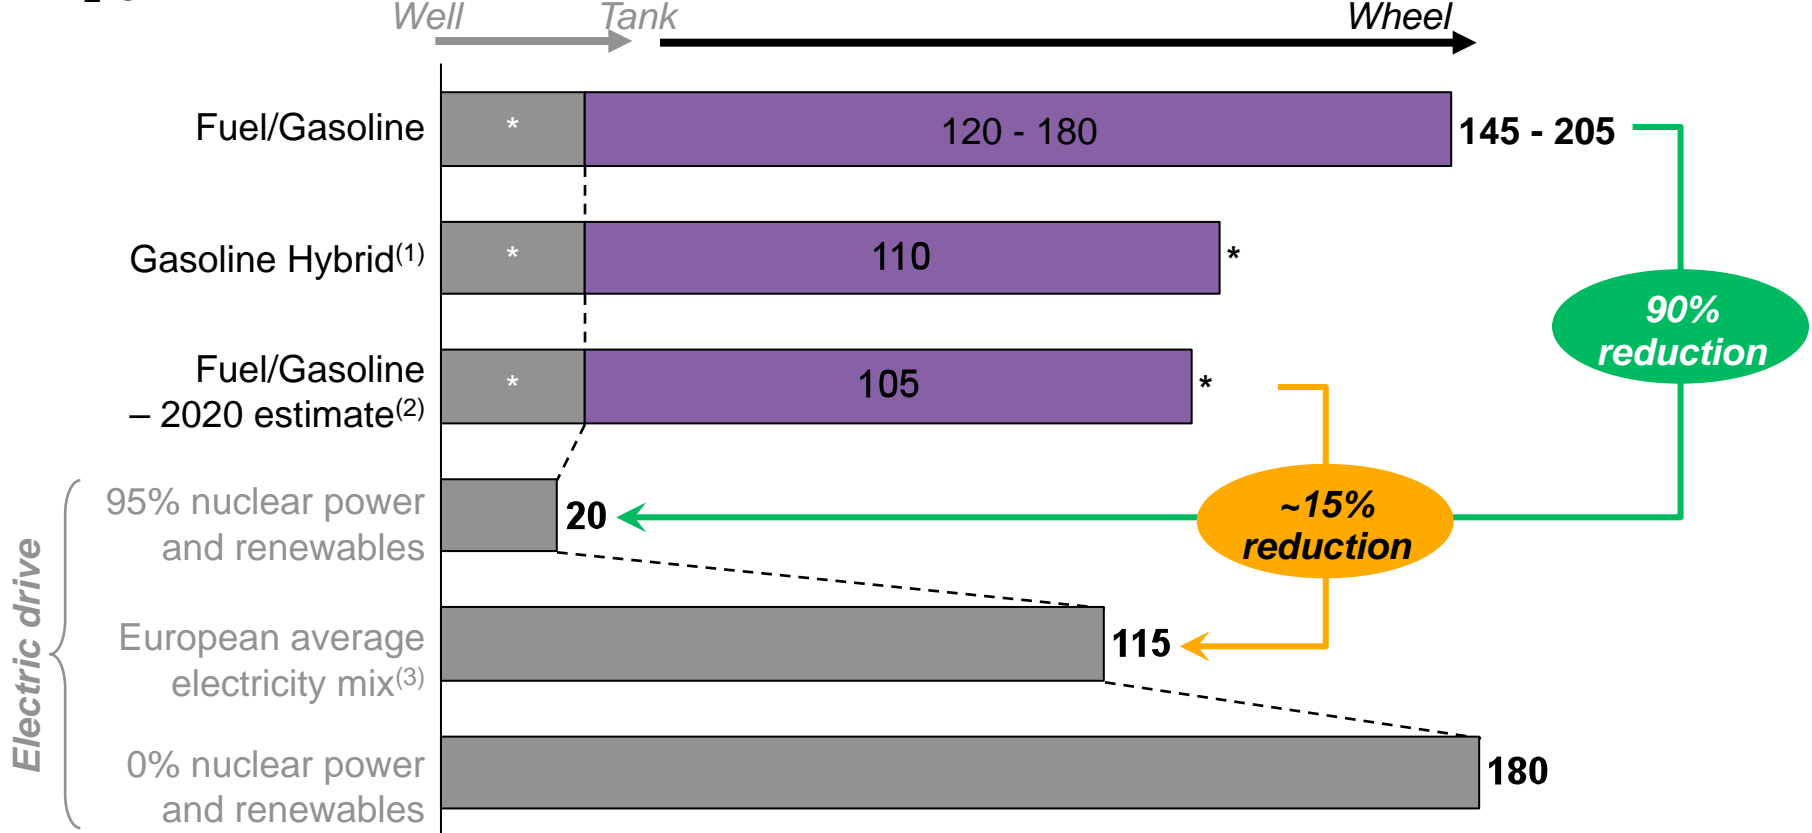 Well Tank Wheel
Fuel/Gasoline * 120 - 180 145 - 205
Gasoline Hybrid(1) * 110 *
90%
reduction
Fuel/Gasoline
– 2020 estimate(2) * 105 *
95% nuclear power
and renewables 20
~15%
reduction
Electric drive
European average
electricity mix(3) 115
0% nuclear power
and renewables 180